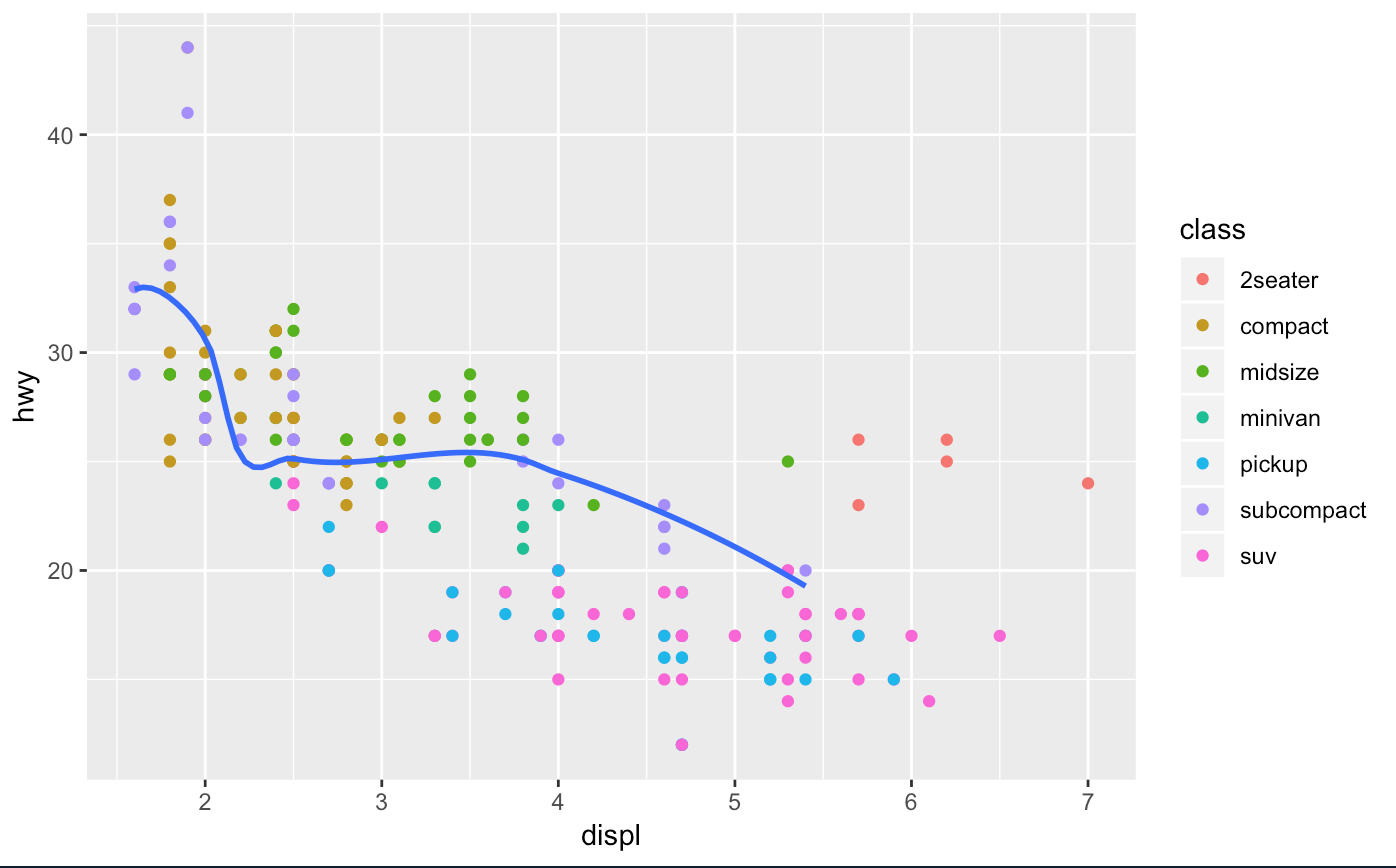 40
30
20
hwy
2
3
4
5
6
7
displ
class
2seater
compact
midsize
minivan
pickup
subcompact
suv